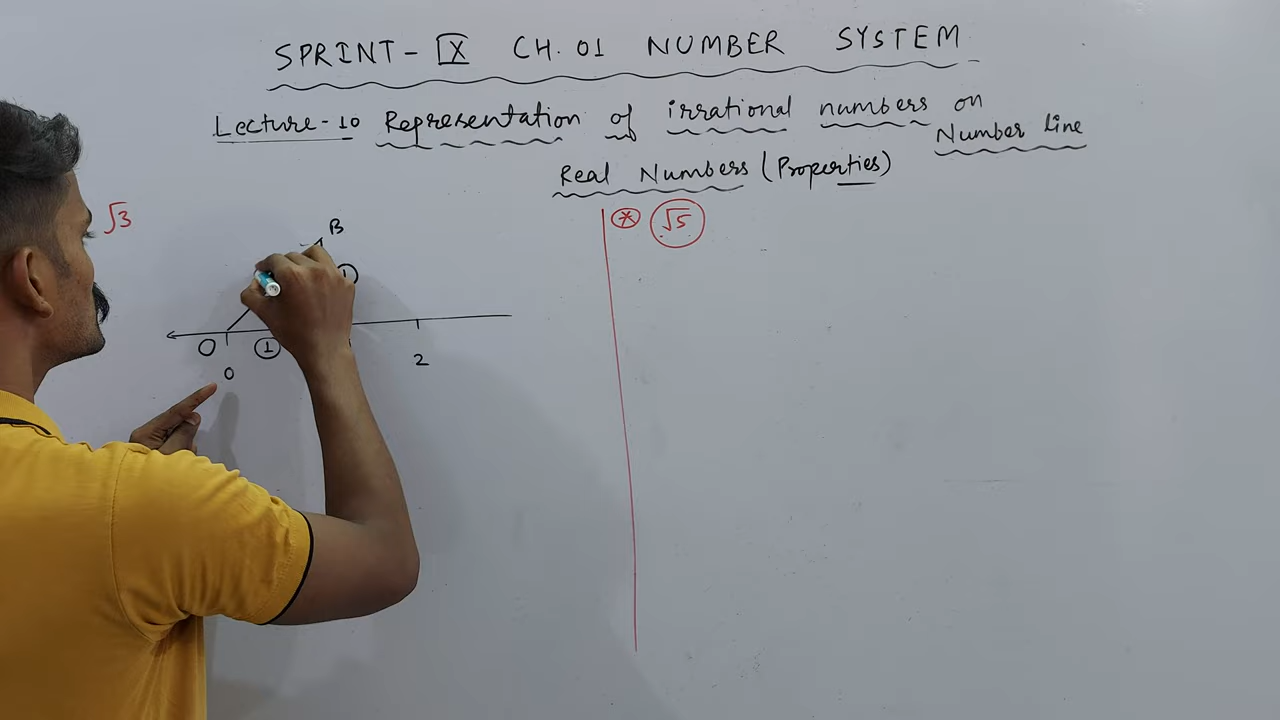 SPRINT-IX CH.01 NUMBER SYSTEM
Lecture-10 Representation of irrational numbers on
Number line
Real Numbers (Properties)
√3
* √5
B
1
O 1
0
2